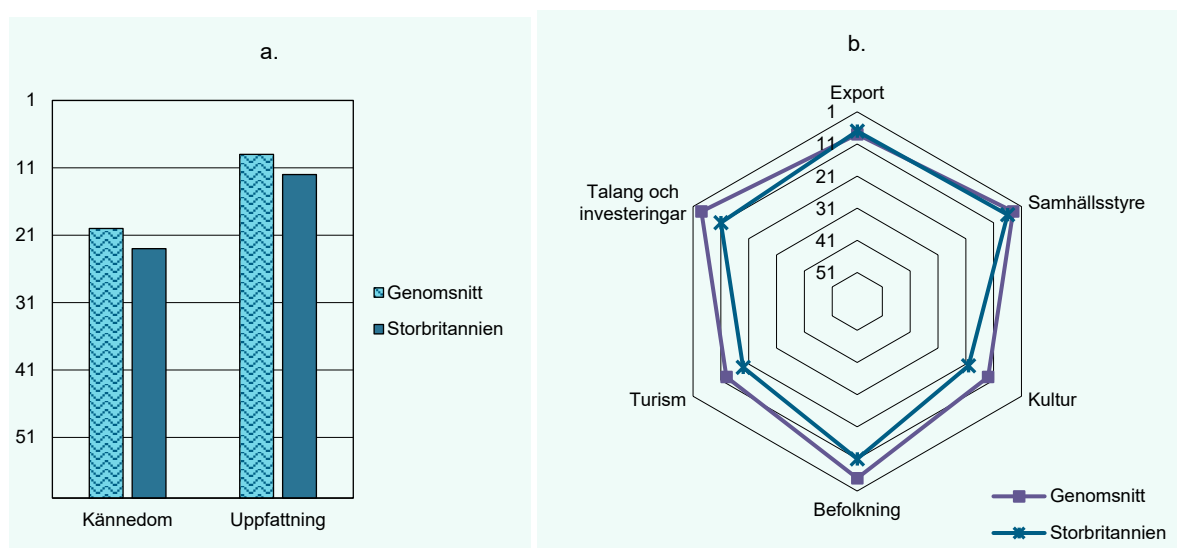 a.
1
11
21
31
41
51
Kännedom
Uppfattning
Genomsnitt
Storbritannien
b.
Export
1
11
21
31
41
51
Talang och
investeringar
Samhällsstyre
Turism
Kultur
Befolkning
Genomsnitt
Storbritannien